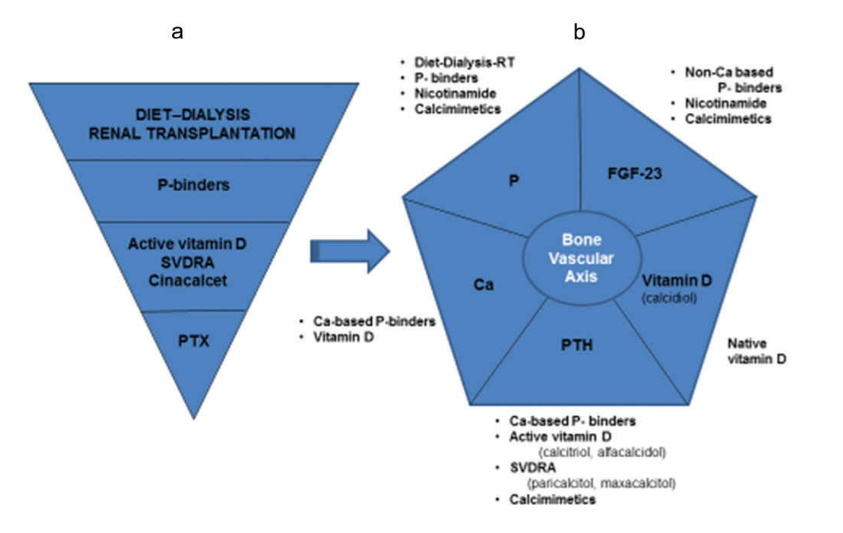 a
DIET–DIALYSIS
RENAL TRANSPLANTATION
P-binders
Active vitamin D
SVDRA
Cinacalcet
PTX
b
• Diet-Dialysis-RT
• P- binders
• Nicotinamide
• Calcimimetics
• Non-Ca based
P- binders
• Nicotinamide
• Calcimimetics
P
FGF-23
Bone
Vascular
Axis
Ca
Vitamin D
(calcidiol)
PTH
• Ca-based P-binders
• Vitamin D
Native
vitamin D
• Ca-based P- binders
• Active vitamin D
(calcitriol, alfacalcidol)
• SVDRA
(paricalcitol, maxacalcitol)
• Calcimimetics